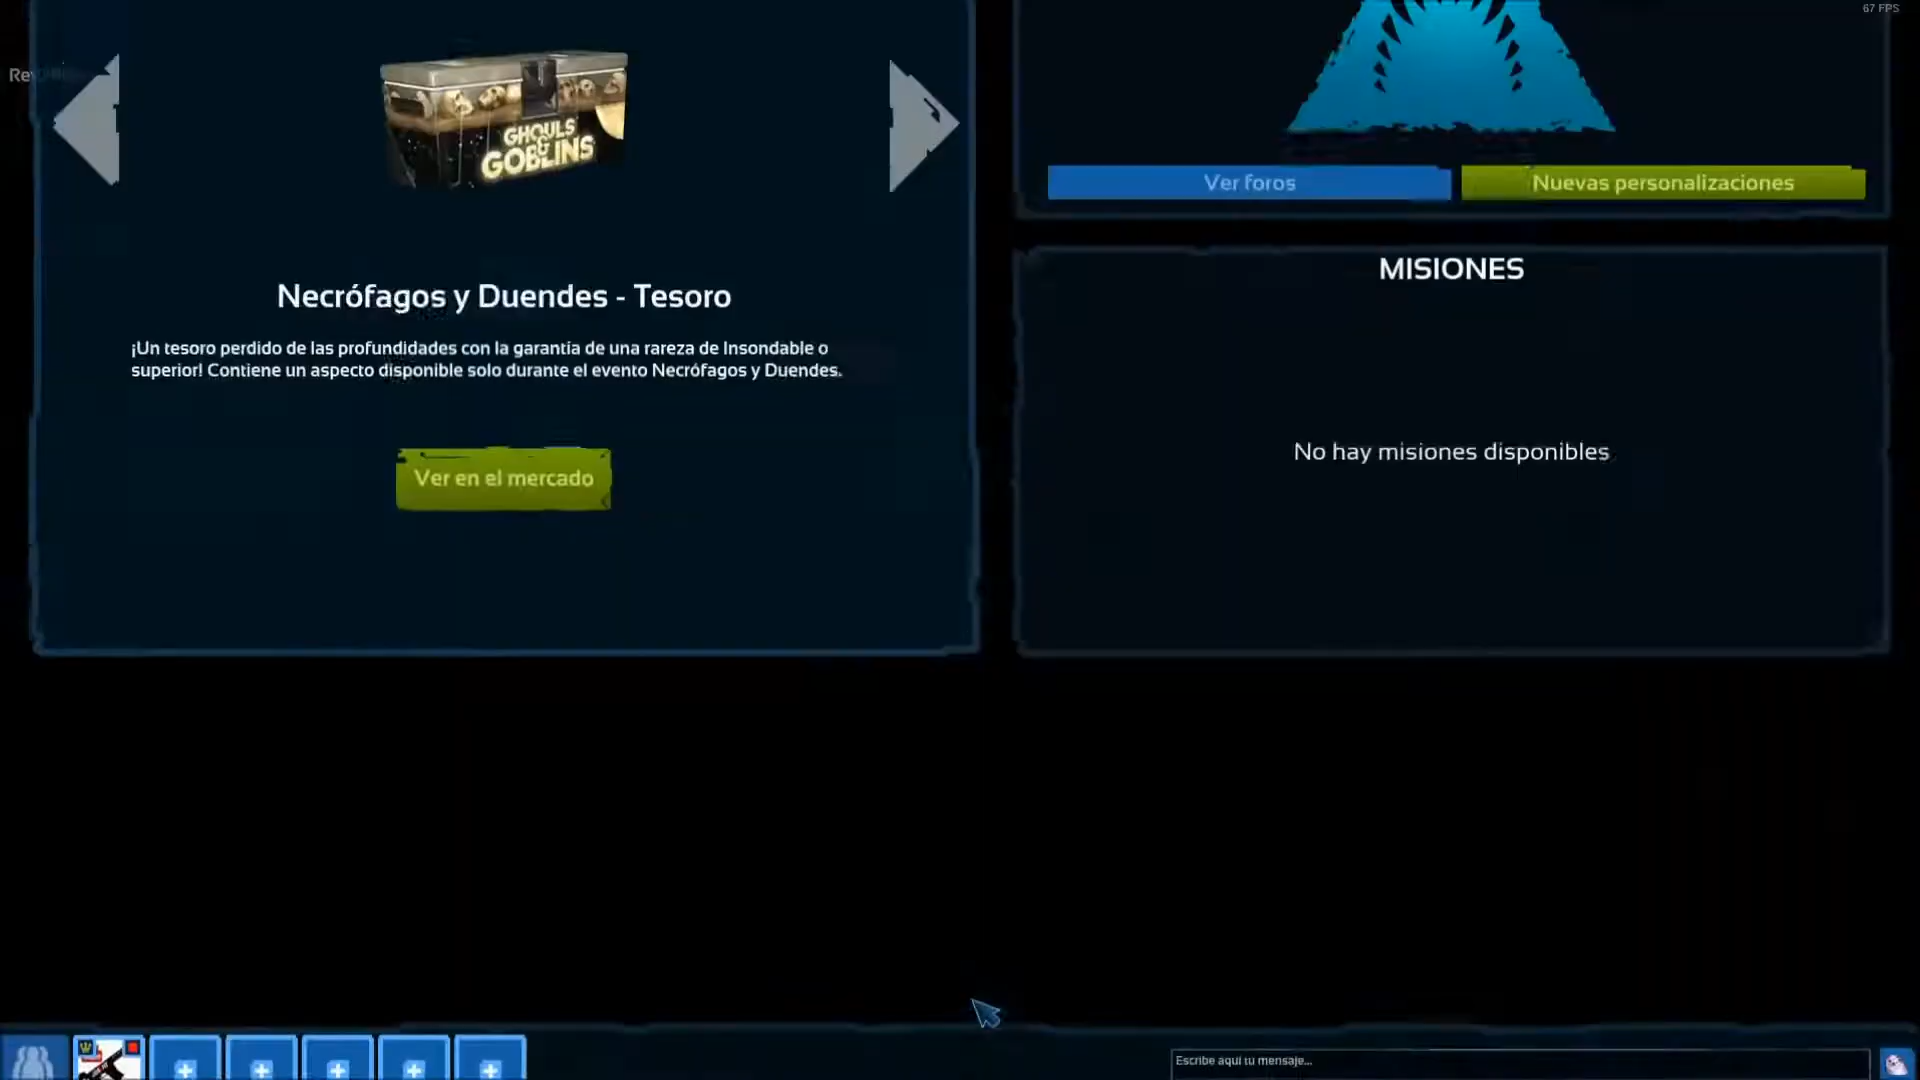 67 FPS
GHOULS
&
GOBLINS
Ver foros
Nuevas personalizaciones
Necrófagos y Duendes - Tesoro
¡Un tesoro perdido de las profundidades con la garantía de una rareza de Insondable o
superior! Contiene un aspecto disponible solo durante el evento Necrófagos y Duendes.
Ver en el mercado
MISIONES
No hay misiones disponibles
Escribe aquí tu mensaje...